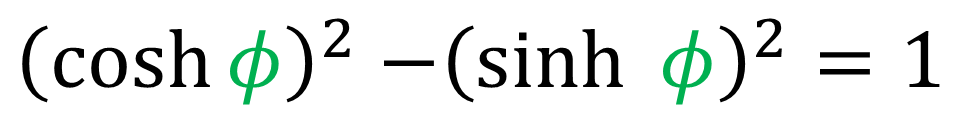 (cosh ϕ)² −(sinh ϕ)² = 1